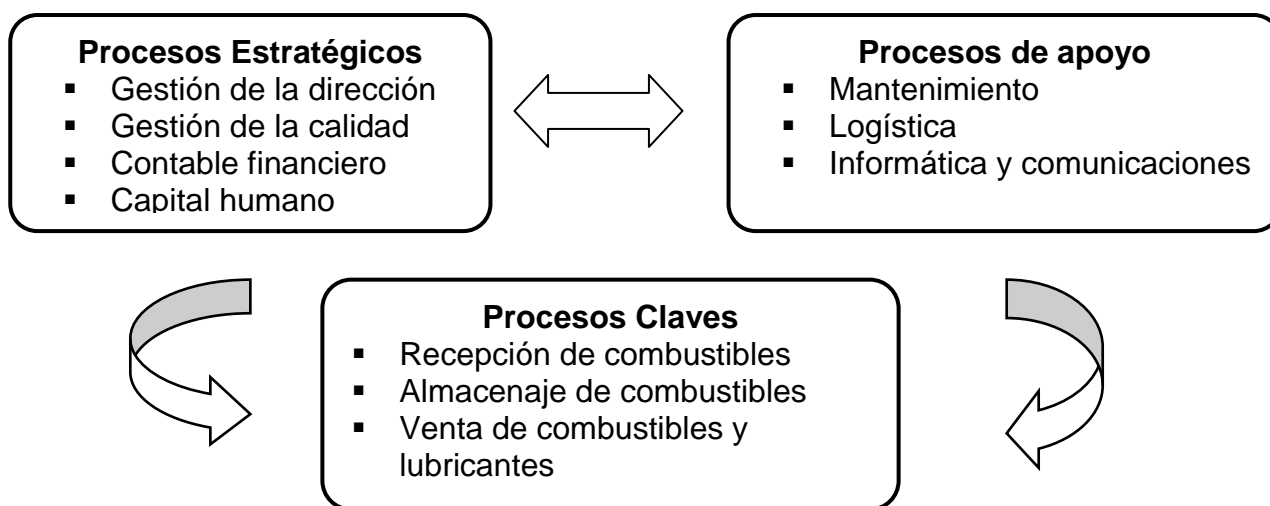 Procesos Estratégicos
▪ Gestión de la dirección
▪ Gestión de la calidad
▪ Contable financiero
▪ Capital humano
Procesos de apoyo
▪ Mantenimiento
▪ Logística
▪ Informática y comunicaciones
Procesos Claves
▪ Recepción de combustibles
▪ Almacenaje de combustibles
▪ Venta de combustibles y
lubricantes